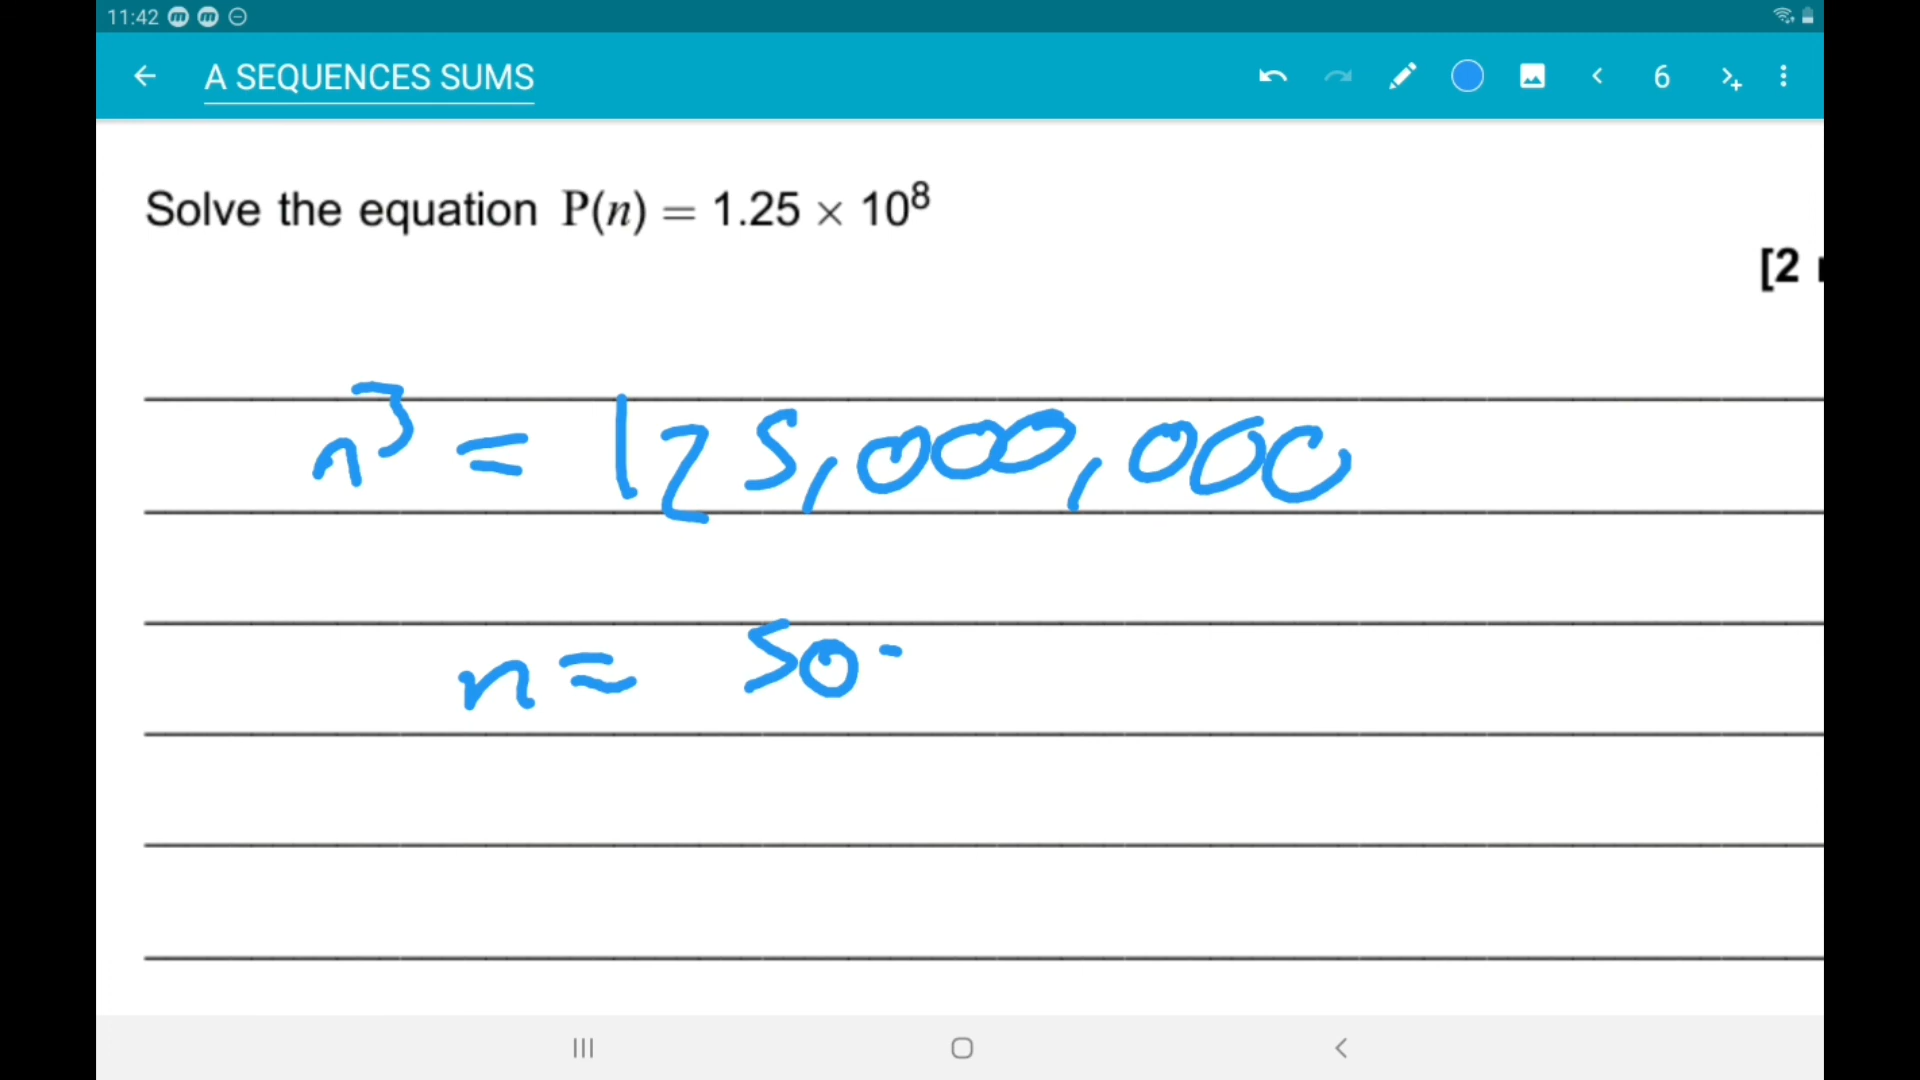 11:42
A SEQUENCES SUMS
6
Solve the equation P(n) = 1.25 × 10⁸
[2
n³ = 125,000,000
n = 50